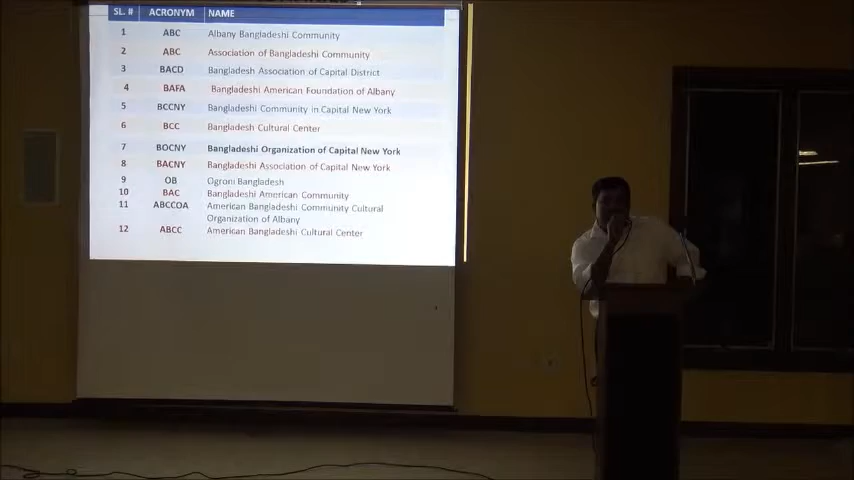 SL. # ACRONYM NAME
1 ABC Albany Bangladeshi Community
2 ABC Association of Bangladeshi Community
3 BACD Bangladesh Association of Capital District
4 BAFA Bangladeshi American Foundation of Albany
5 BCCNY Bangladeshi Community in Capital New York
6 BCC Bangladesh Cultural Center
7 BOCNY Bangladeshi Organization of Capital New York
8 BACNY Bangladeshi Association of Capital New York
9 OB Ogroni Bangladesh
10 BAC Bangladeshi American Community
11 ABCCOA American Bangladeshi Community Cultural
Organization of Albany
12 ABCC American Bangladeshi Cultural Center